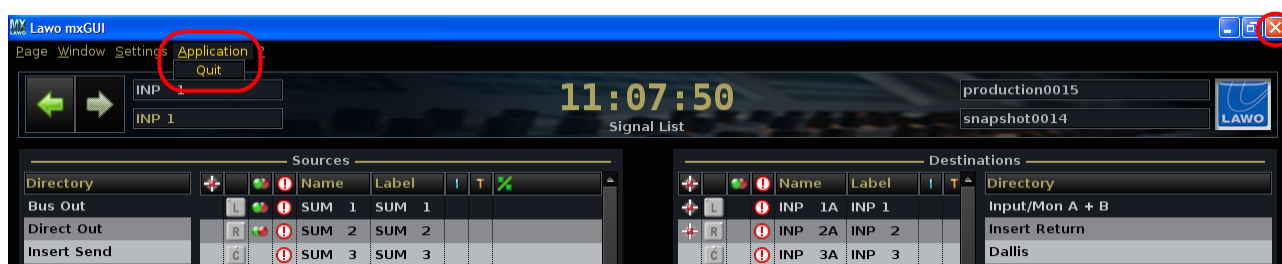 MX LAWO Lawo mxGUI
Page Window Settings Application ?
Quit
INP 1
INP 1
11:07:50
Signal List
production0015
snapshot0014
LAWO
Sources
Directory Name Label I T
Bus Out L SUM 1 SUM 1
Direct Out R SUM 2 SUM 2
Insert Send C SUM 3 SUM 3
Destinations
Name Label I T Directory
L INP 1A INP 1 Input/Mon A + B
R INP 2A INP 2 Insert Return
C INP 3A INP 3 Dallis